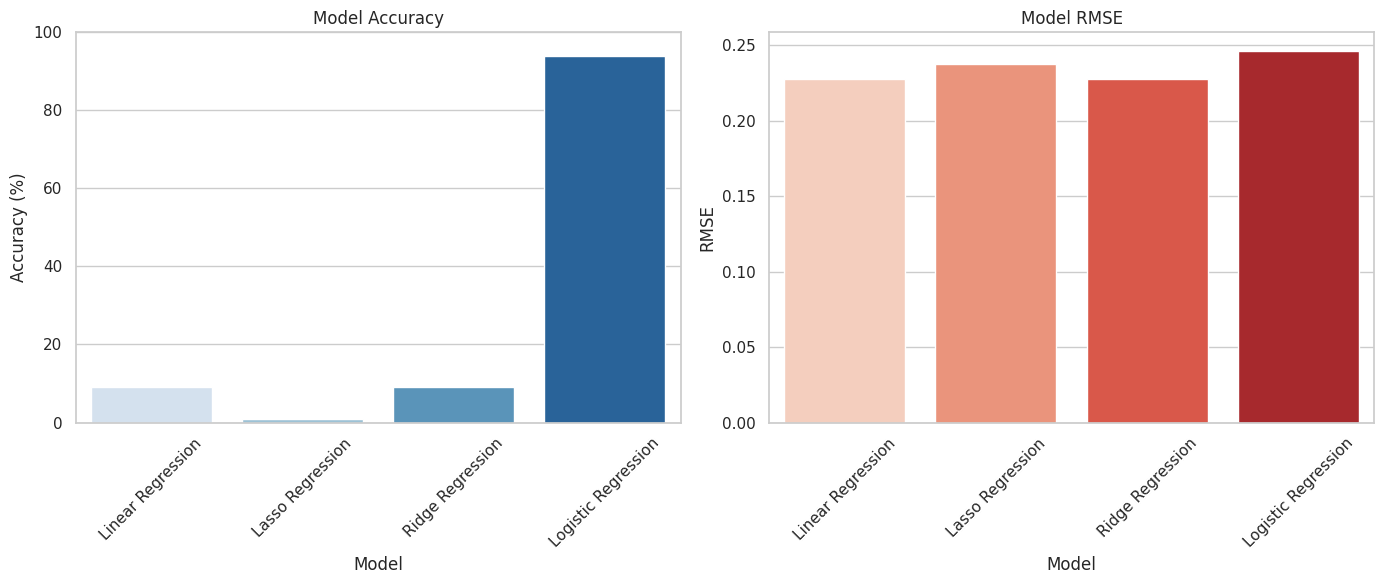 Model Accuracy
100
80
60
40
20
0
Accuracy (%)
Linear Regression
Lasso Regression
Ridge Regression
Logistic Regression
Model
Model RMSE
0.25
0.20
0.15
0.10
0.05
0.00
RMSE
Linear Regression
Lasso Regression
Ridge Regression
Logistic Regression
Model